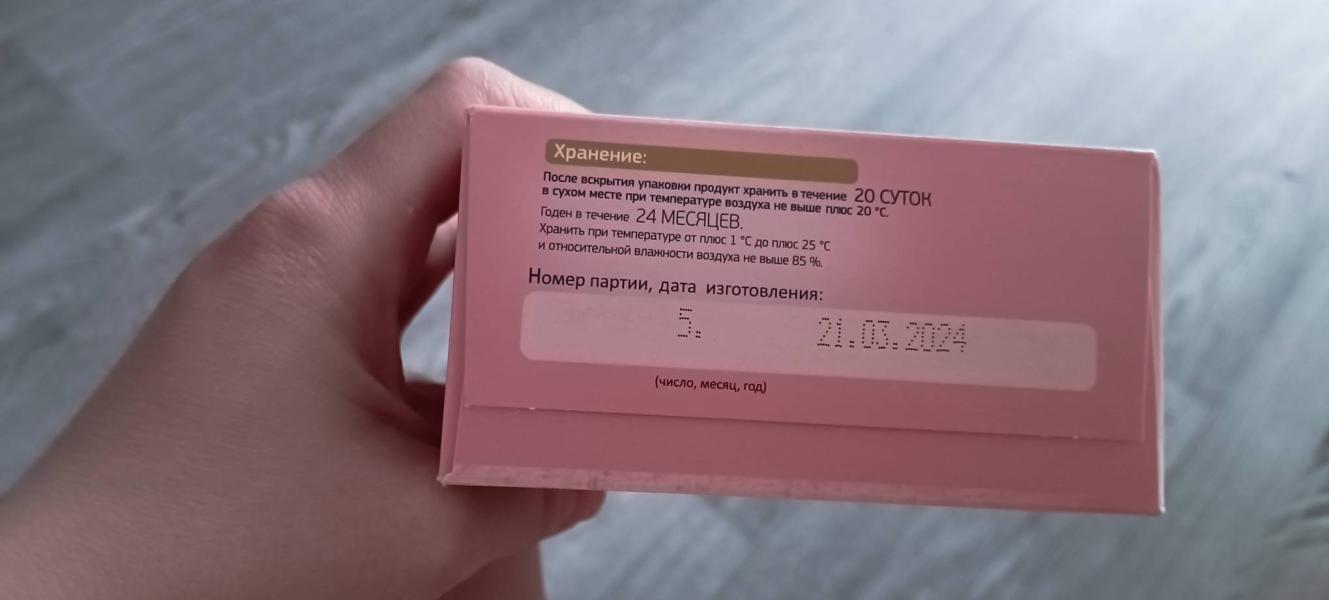 Хранение:
После вскрытия упаковки продукт хранить в течение 20 СУТОК
в сухом месте при температуре воздуха не выше плюс 20 °С.
Годен в течение 24 МЕСЯЦЕВ.
Хранить при температуре от плюс 1 °С до плюс 25 °С
и относительной влажности воздуха не выше 85 %.
Номер партии, дата изготовления:
5. 21.03.2024
(число, месяц, год)